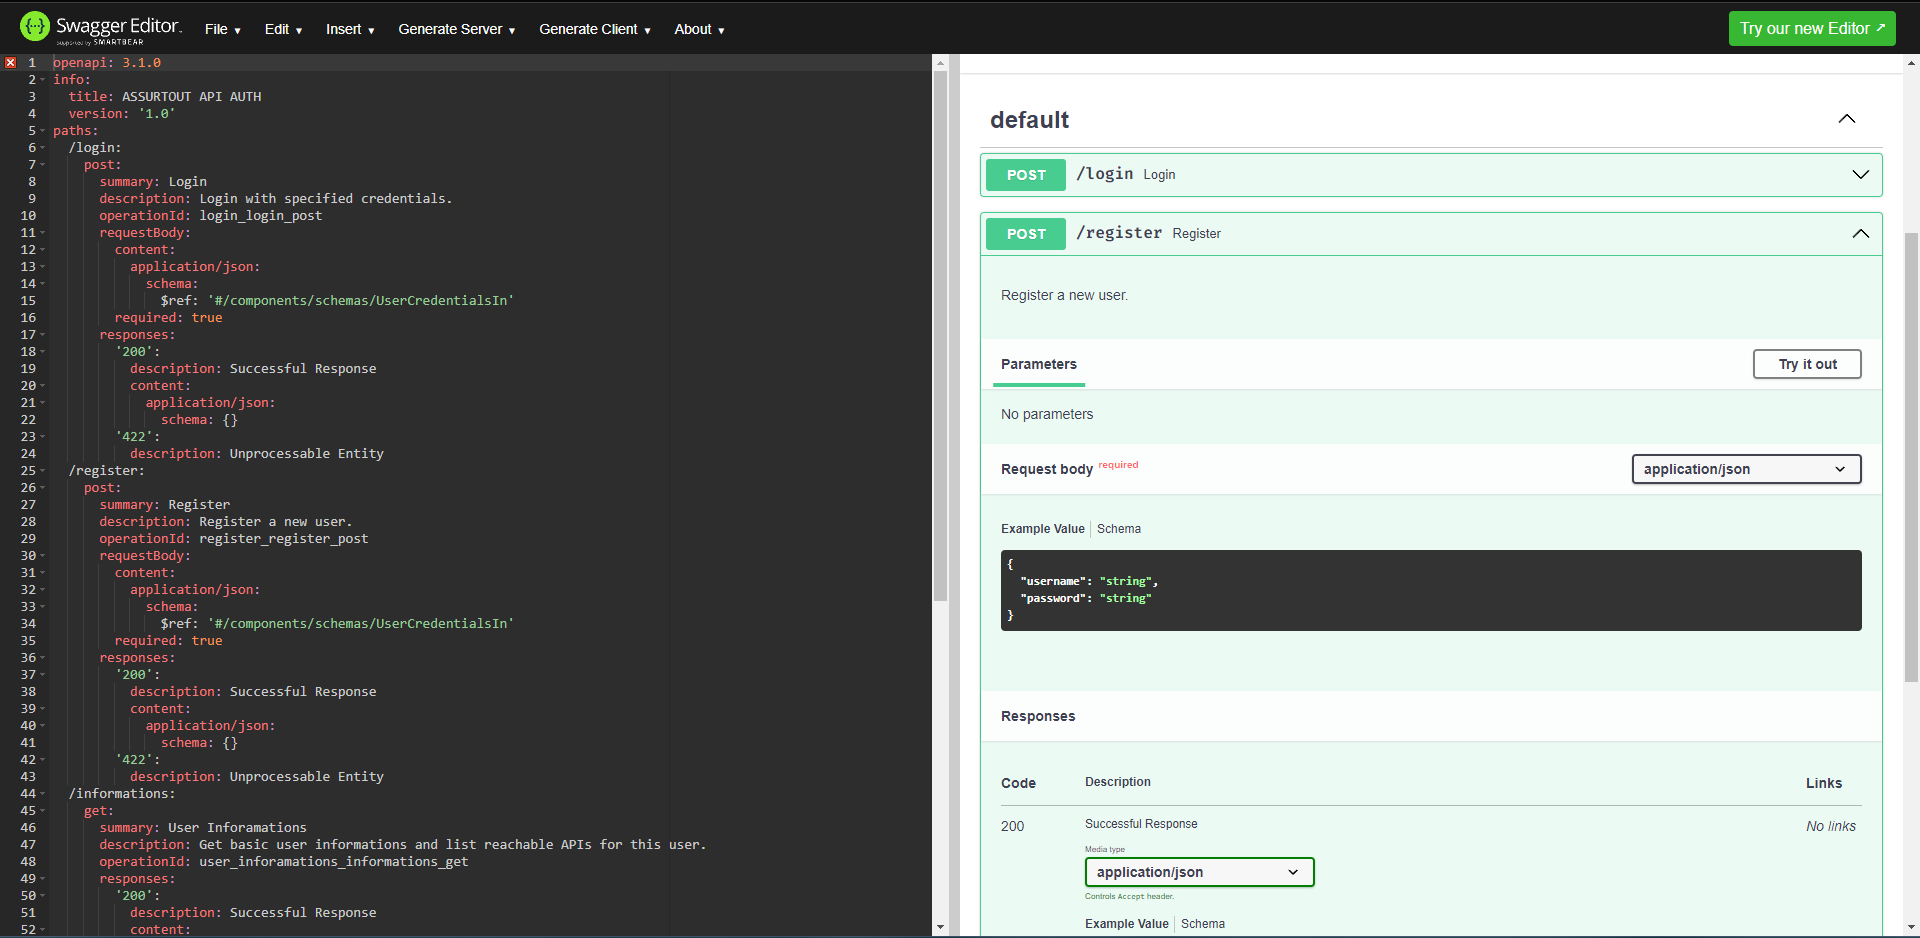 Swagger Editor.
supported by SMARTBEAR
File
Edit
Insert
Generate Server
Generate Client
About
Try our new Editor
1 openapi: 3.1.0
2 info:
3 title: ASSURTOUT API AUTH
4 version: '1.0'
5 paths:
6 /login:
7 post:
8 summary: Login
9 description: Login with specified credentials.
10 operationId: login_login_post
11 requestBody:
12 content:
13 application/json:
14 schema:
15 $ref: '#/components/schemas/UserCredentialsIn'
16 required: true
17 responses:
18 '200':
19 description: Successful Response
20 content:
21 application/json:
22 schema: {}
23 '422':
24 description: Unprocessable Entity
25 /register:
26 post:
27 summary: Register
28 description: Register a new user.
29 operationId: register_register_post
30 requestBody:
31 content:
32 application/json:
33 schema:
34 $ref: '#/components/schemas/UserCredentialsIn'
35 required: true
36 responses:
37 '200':
38 description: Successful Response
39 content:
40 application/json:
41 schema: {}
42 '422':
43 description: Unprocessable Entity
44 /informations:
45 get:
46 summary: User Inforamations
47 description: Get basic user informations and list reachable APIs for this user.
48 operationId: user_inforamations_informations_get
49 responses:
50 '200':
51 description: Successful Response
52 content:
default
POST /login Login
POST /register Register
Register a new user.
Parameters
Try it out
No parameters
Request body required
application/json
Example Value Schema
{
"username": "string",
"password": "string"
}
Responses
Code Description Links
200 Successful Response No links
Media type
application/json
Controls Accept header.
Example Value Schema